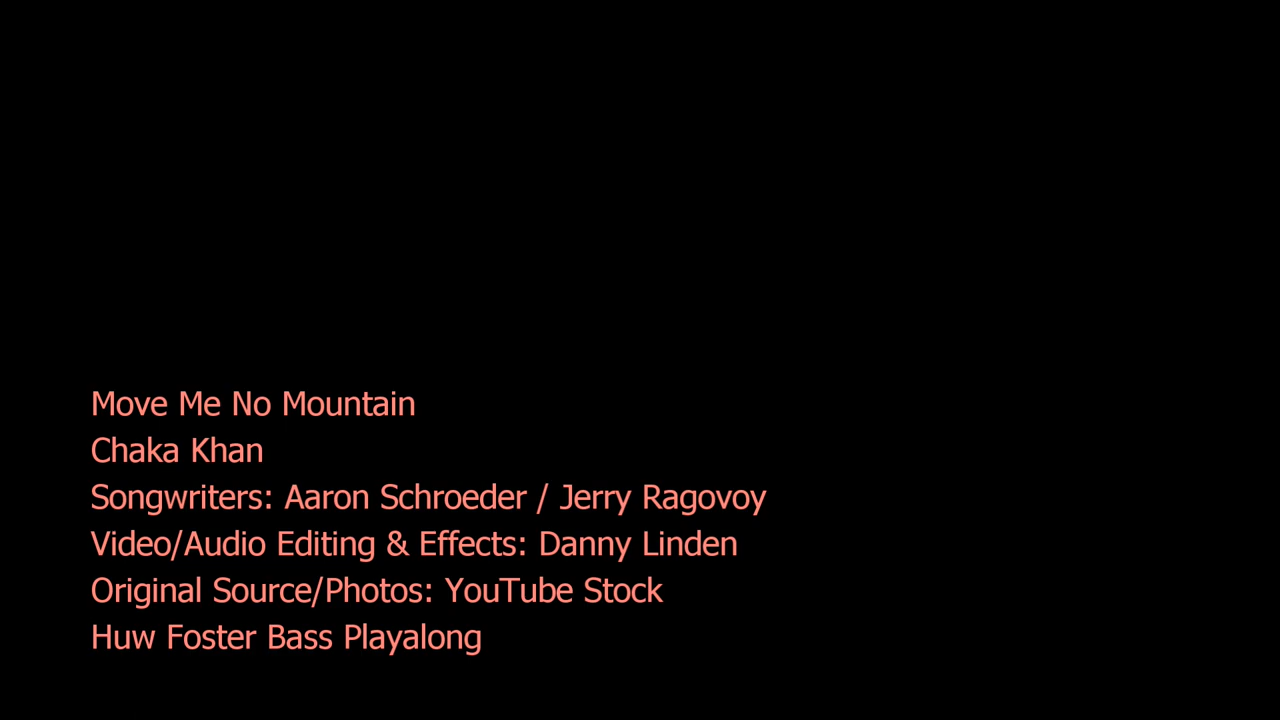 Move Me No Mountain
Chaka Khan
Songwriters: Aaron Schroeder / Jerry Ragovoy
Video/Audio Editing & Effects: Danny Linden
Original Source/Photos: YouTube Stock
Huw Foster Bass Playalong